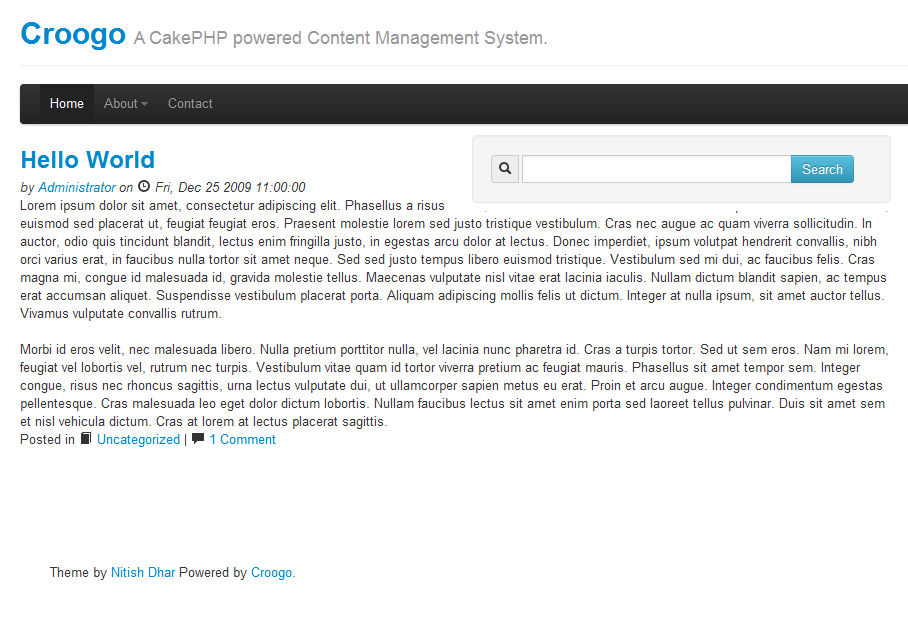 Croogo A CakePHP powered Content Management System.
Home About Contact
Search
Hello World
by Administrator on Fri, Dec 25 2009 11:00:00
Lorem ipsum dolor sit amet, consectetur adipiscing elit. Phasellus a risus
euismod sed placerat ut, feugiat feugiat eros. Praesent molestie lorem sed justo tristique vestibulum. Cras nec augue ac quam viverra sollicitudin. In
auctor, odio quis tincidunt blandit, lectus enim fringilla justo, in egestas arcu dolor at lectus. Donec imperdiet, ipsum volutpat hendrerit convallis, nibh
orci varius erat, in faucibus nulla tortor sit amet neque. Sed sed justo tempus libero euismod tristique. Vestibulum sed mi dui, ac faucibus felis. Cras
magna mi, congue id malesuada id, gravida molestie tellus. Maecenas vulputate nisl vitae erat lacinia iaculis. Nullam dictum blandit sapien, ac tempus
erat accumsan aliquet. Suspendisse vestibulum placerat porta. Aliquam adipiscing mollis felis ut dictum. Integer at nulla ipsum, sit amet auctor tellus.
Vivamus vulputate convallis rutrum.
Morbi id eros velit, nec malesuada libero. Nulla pretium porttitor nulla, vel lacinia nunc pharetra id. Cras a turpis tortor. Sed ut sem eros. Nam mi lorem,
feugiat vel lobortis vel, rutrum nec turpis. Vestibulum vitae quam id tortor viverra pretium ac feugiat mauris. Phasellus sit amet tempor sem. Integer
congue, risus nec rhoncus sagittis, urna lectus vulputate dui, ut ullamcorper sapien metus eu erat. Proin et arcu augue. Integer condimentum egestas
pellentesque. Cras malesuada leo eget dolor dictum lobortis. Nullam faucibus lectus sit amet enim porta sed laoreet tellus pulvinar. Duis sit amet sem
et nisl vehicula dictum. Cras at lorem at lectus placerat sagittis.
Posted in Uncategorized | 1 Comment
Theme by Nitish Dhar Powered by Croogo.